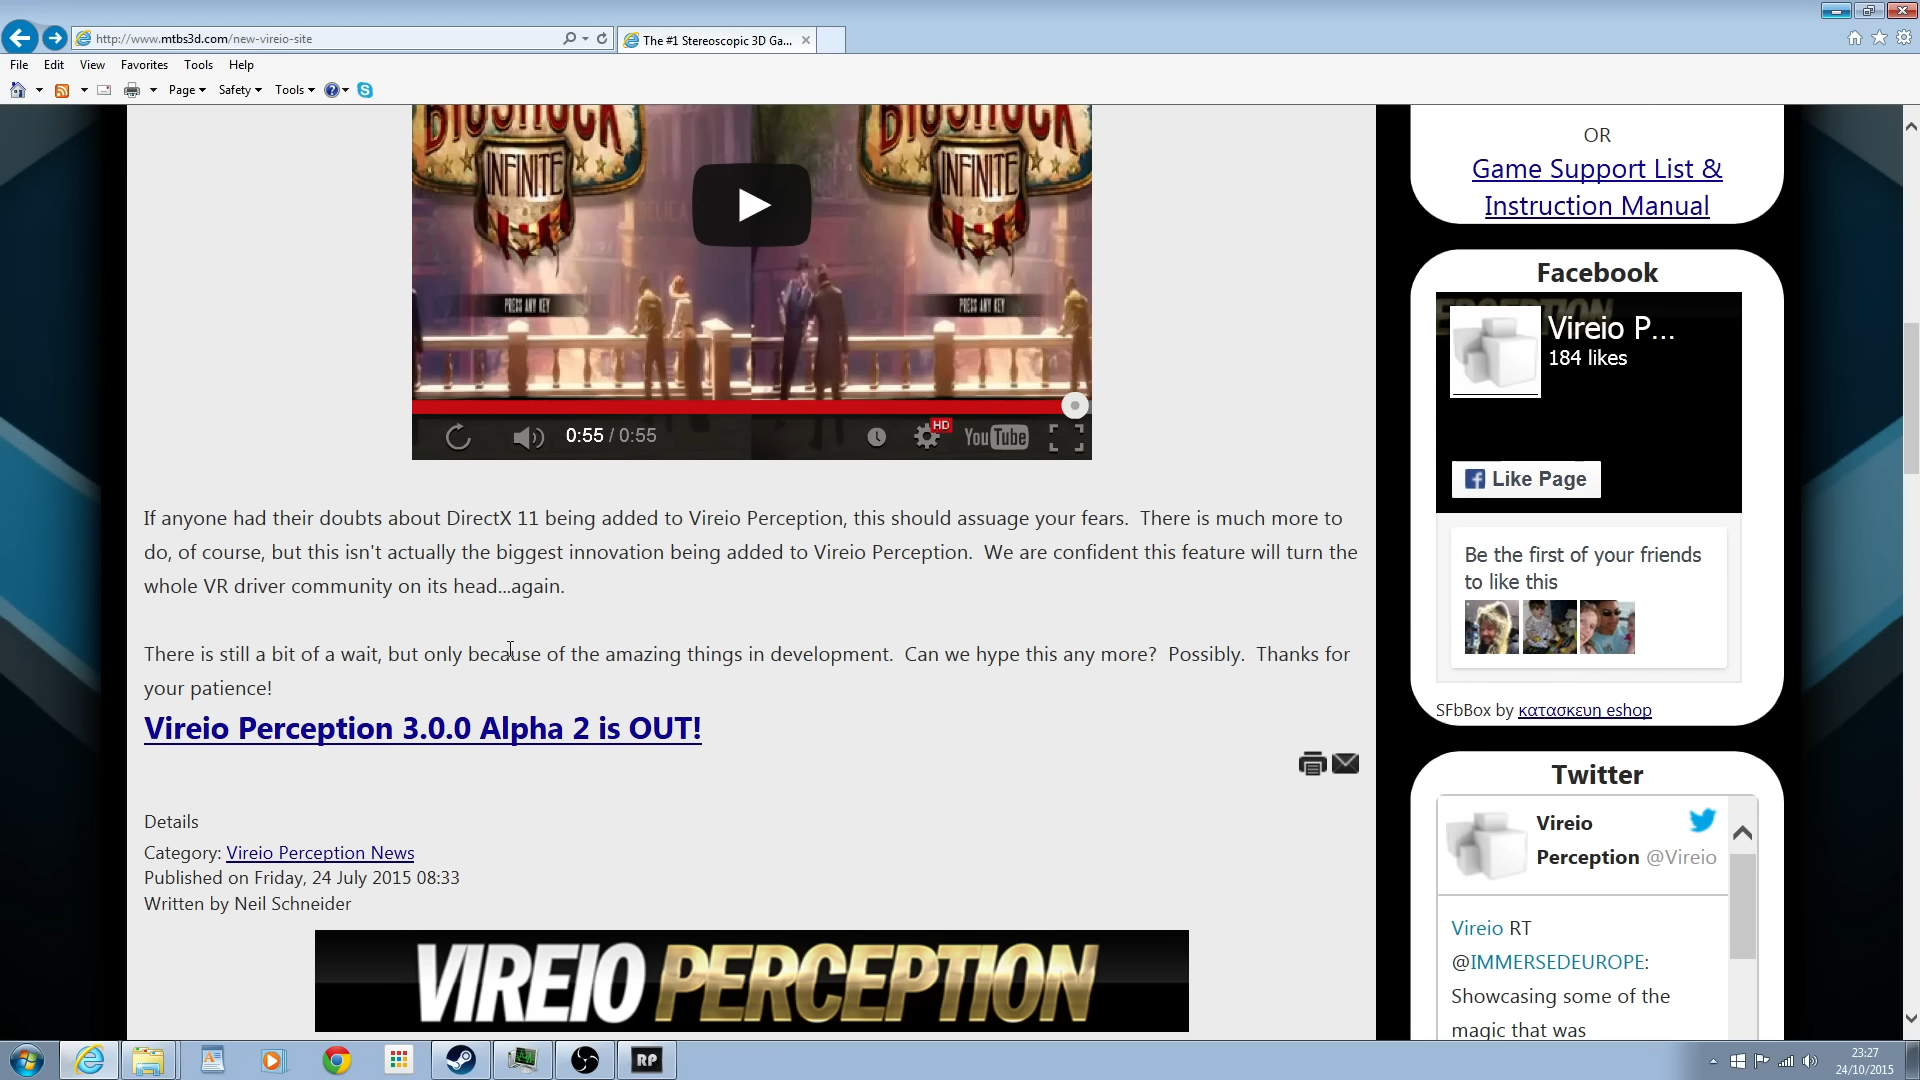 http://www.mtbs3d.com/new-vireio-site
The #1 Stereoscopic 3D Ga...
File Edit View Favorites Tools Help
Page Safety Tools
BIOSHOCK BIOSHOCK
INFINITE INFINITE
PRESS ANY KEY PRESS ANY KEY
0:55 / 0:55
HD
YouTube
If anyone had their doubts about DirectX 11 being added to Vireio Perception, this should assuage your fears. There is much more to
do, of course, but this isn't actually the biggest innovation being added to Vireio Perception. We are confident this feature will turn the
whole VR driver community on its head...again.
There is still a bit of a wait, but only because of the amazing things in development. Can we hype this any more? Possibly. Thanks for
your patience!
Vireio Perception 3.0.0 Alpha 2 is OUT!
Details
Category: Vireio Perception News
Published on Friday, 24 July 2015 08:33
Written by Neil Schneider
VIREIO PERCEPTION
OR
Game Support List &
Instruction Manual
Facebook
Vireio P...
184 likes
Like Page
Be the first of your friends
to like this
SFbBox by κατασκευη eshop
Twitter
Vireio
Perception @Vireio
Vireio RT
@IMMERSEDEUROPE:
Showcasing some of the
magic that was
RP
23:27
24/10/2015